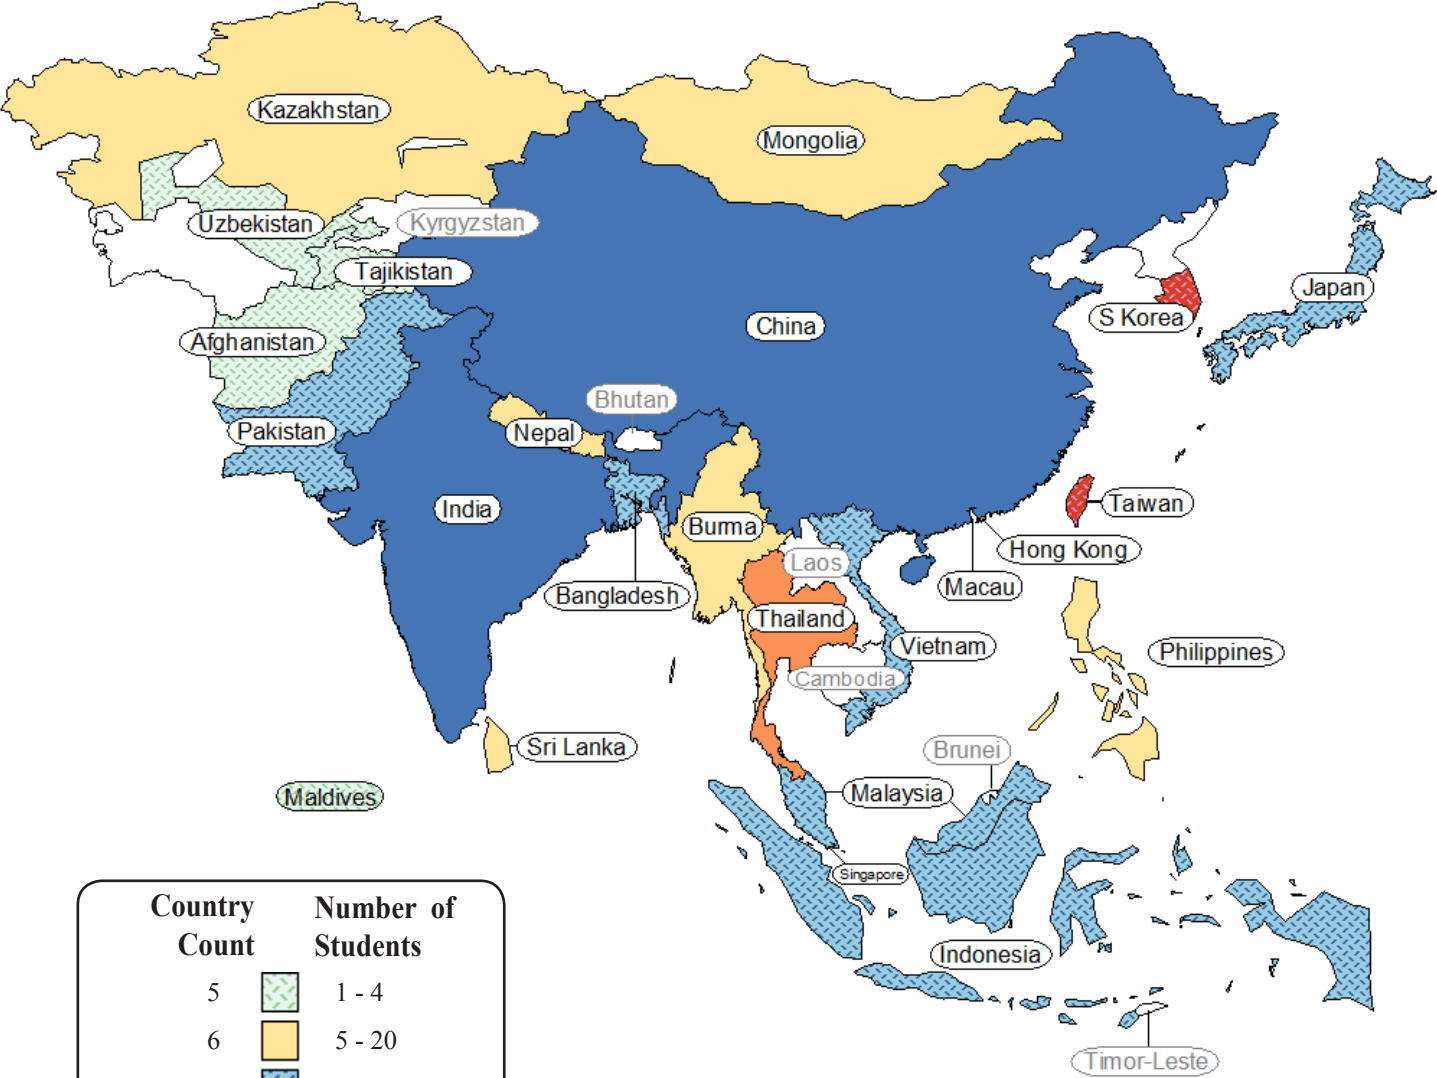 Kazakhstan
Mongolia
Uzbekistan
Kyrgyzstan
Tajikistan
Japan
S Korea
China
Afghanistan
Bhutan
Pakistan
Nepal
India
Taiwan
Burma
Hong Kong
Laos
Macau
Bangladesh
Thailand
Vietnam
Philippines
Cambodia
Sri Lanka
Brunei
Maldives
Malaysia
Singapore
Indonesia
Timor-Leste
Country Number of
Count Students
5 1 - 4
6 5 - 20